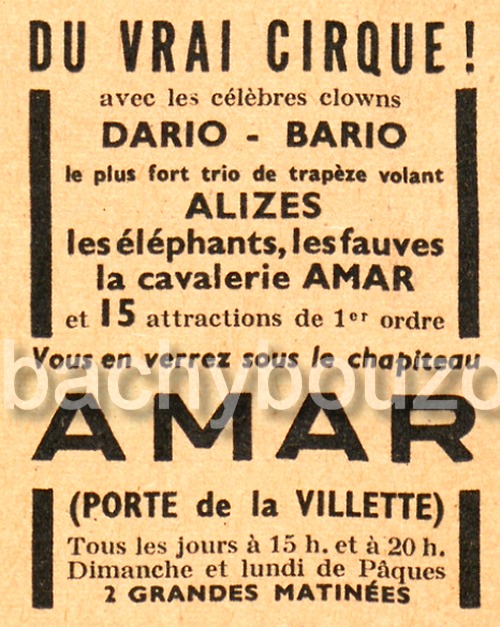 DU VRAI CIRQUE !
avec les célèbres clowns
DARIO - BARIO
le plus fort trio de trapèze volant
ALIZES
les éléphants, les fauves
la cavalerie AMAR
et 15 attractions de 1er ordre
Vous en verrez sous le chapiteau
bachybouzo
AMAR
(PORTE de la VILLETTE)
Tous les jours à 15 h. et à 20 h.
Dimanche et lundi de Pâques
2 GRANDES MATINÉES